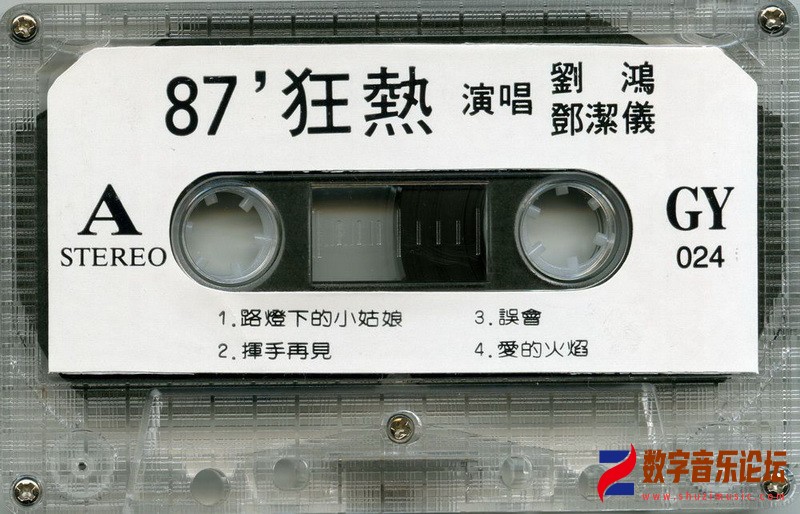 87'狂熱 演唱 劉 鴻
鄧潔儀
A
STEREO
GY
024
1.路燈下的小姑娘
2.揮手再見
3.誤會
4.愛的火焰
数字音乐论坛
www.shuzimusic.com